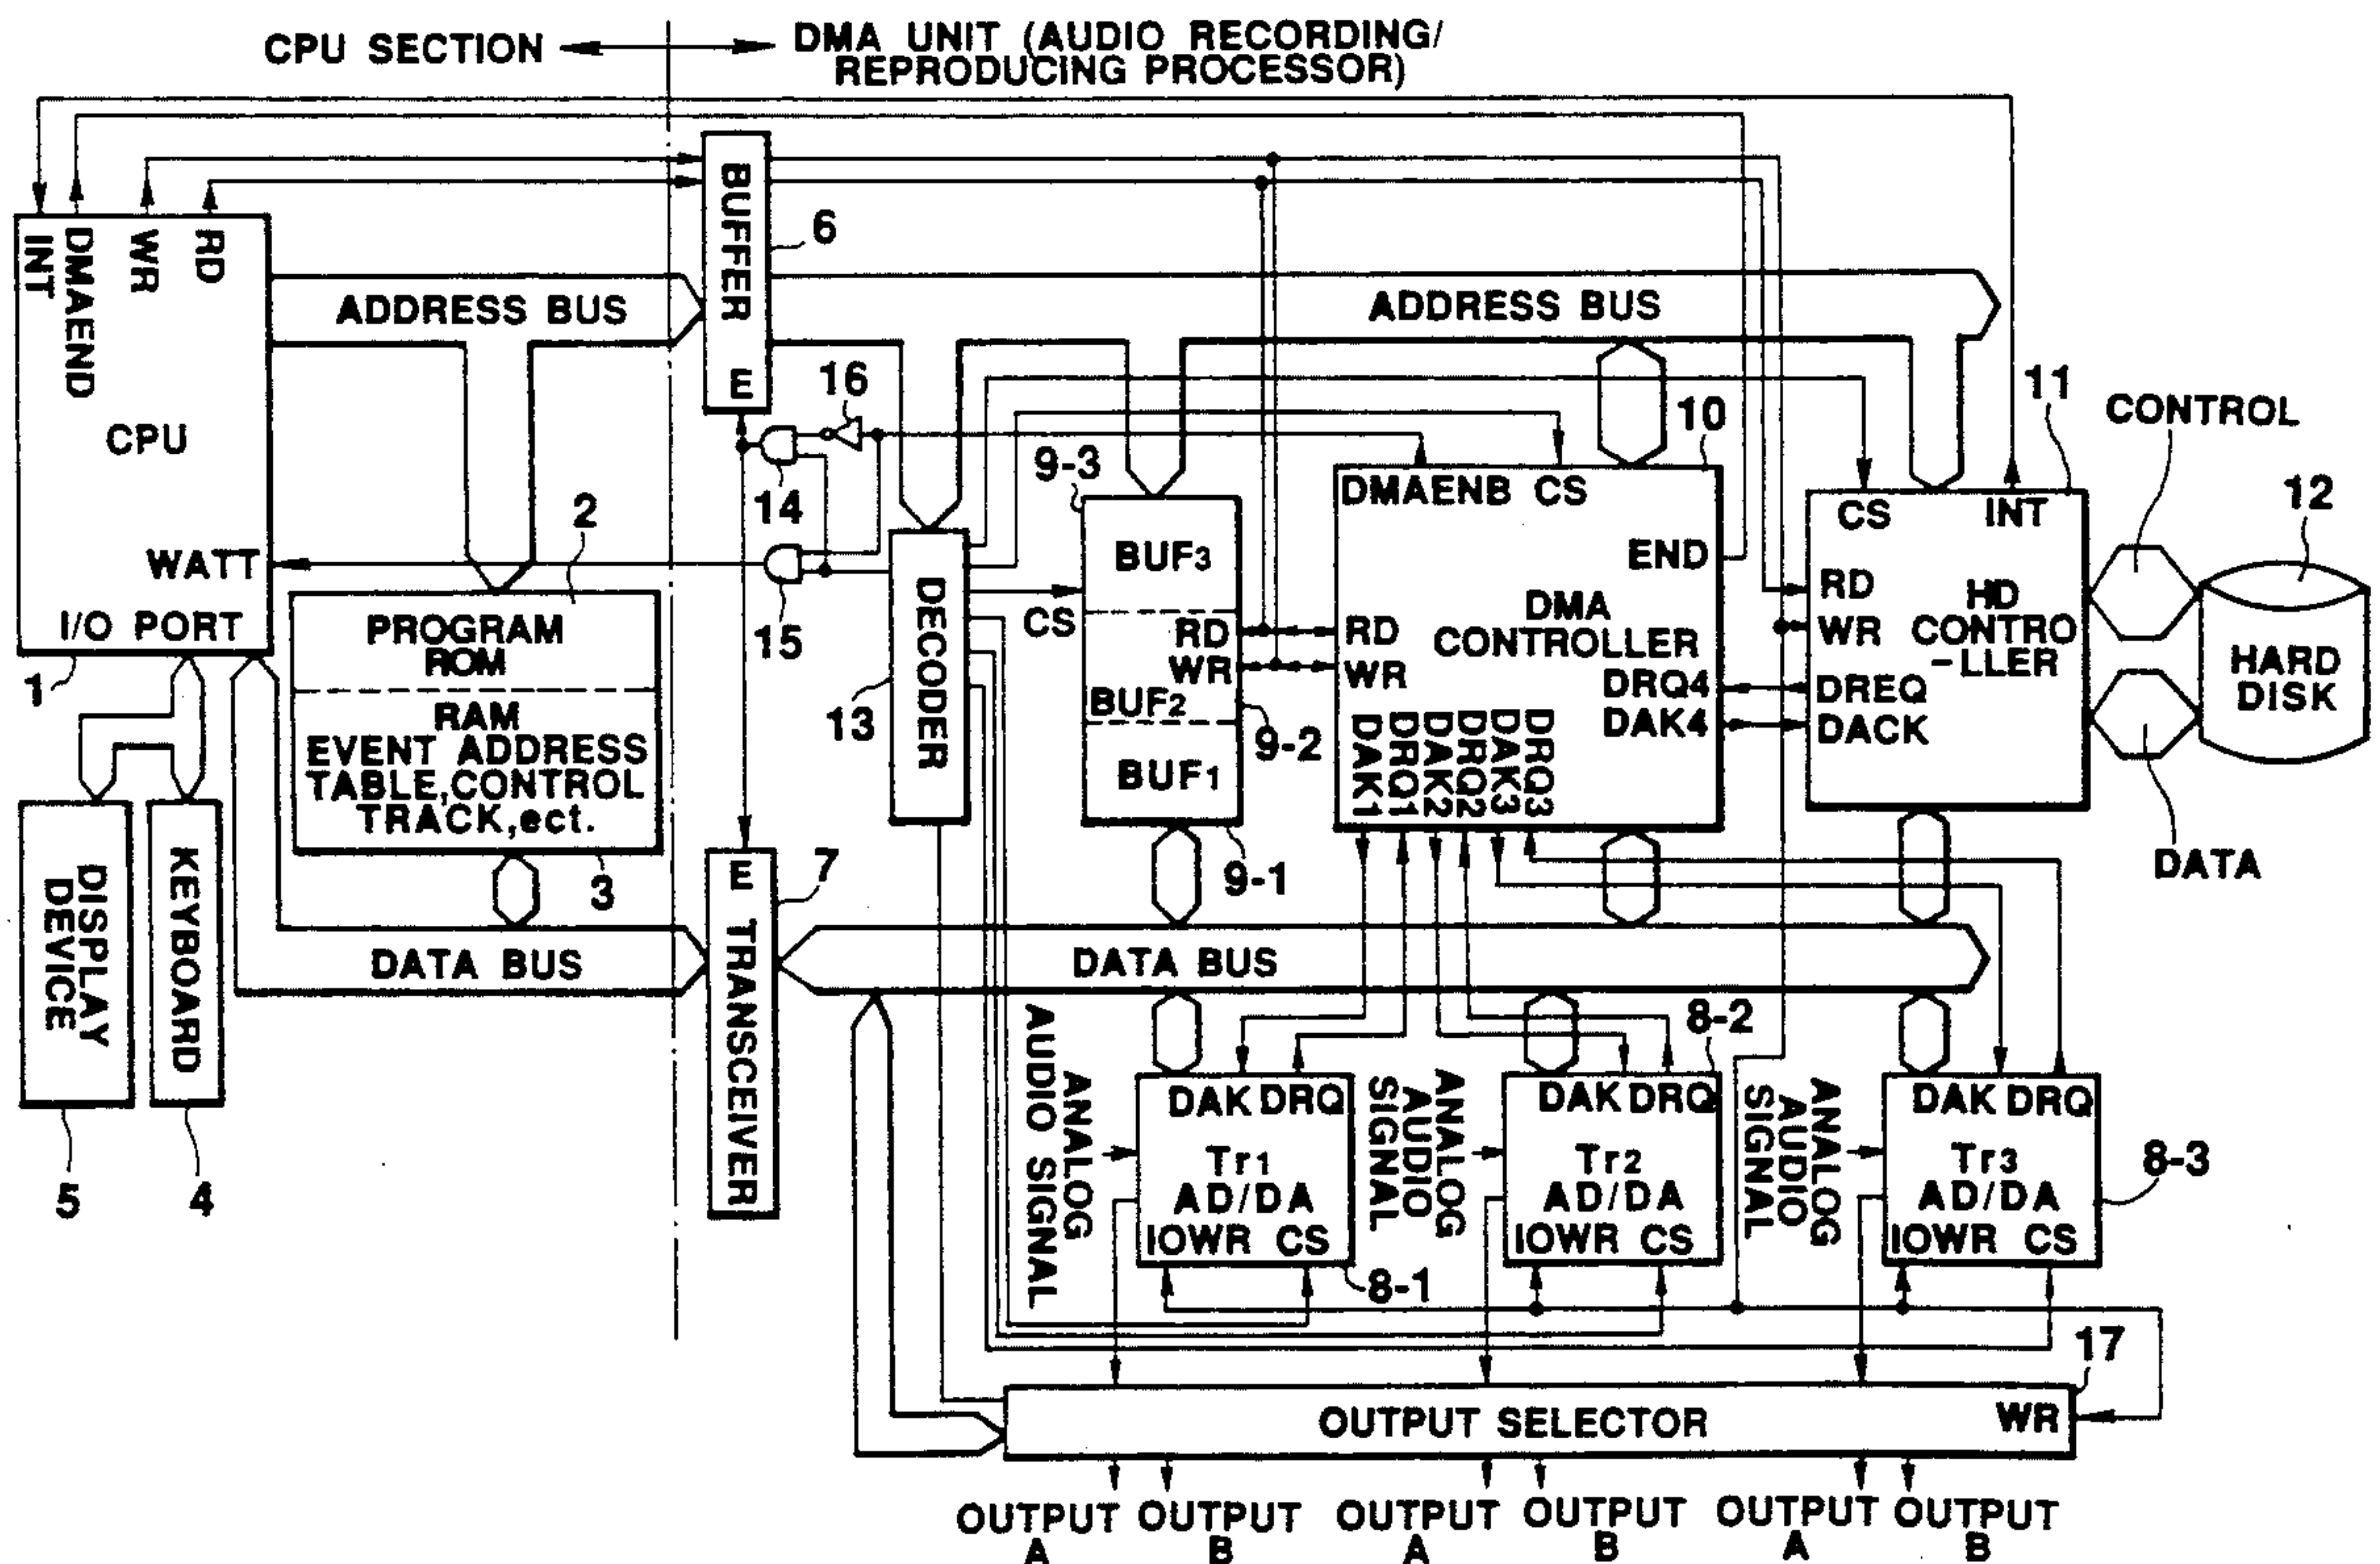 CPU SECTION
DMA UNIT (AUDIO RECORDING/
REPRODUCING PROCESSOR)
INT
DMAEND
WR
RD
CPU
WATT
I/O PORT
1
ADDRESS BUS
BUFFER
E
6
ADDRESS BUS
16
14
15
2
PROGRAM
ROM
RAM
EVENT ADDRESS
TABLE,CONTROL
TRACK,ect.
3
DISPLAY
DEVICE
5
KEYBOARD
4
DATA BUS
E
TRANSCEIVER
7
DATA BUS
DECODER
13
CS
9-3
BUF3
RD
WR
BUF2
9-2
BUF1
9-1
10
DMAENB
CS
END
DMA
CONTROLLER
RD
WR
DRQ4
DAK4
DAK1
DRQ1
DAK2
DRQ2
DAK3
DRQ3
11
CS
INT
RD
WR
HD
CONTRO
-LLER
DREQ
DACK
CONTROL
12
HARD
DISK
DATA
ANALOG
AUDIO SIGNAL
DAK
DRQ
Tr1
AD/DA
IOWR
CS
8-1
ANALOG
AUDIO
SIGNAL
8-2
DAK
DRQ
Tr2
AD/DA
IOWR
CS
ANALOG
AUDIO
SIGNAL
DAK
DRQ
Tr3
AD/DA
IOWR
CS
8-3
17
OUTPUT SELECTOR
WR
OUTPUT
A
OUTPUT
B
OUTPUT
A
OUTPUT
B
OUTPUT
A
OUTPUT
B